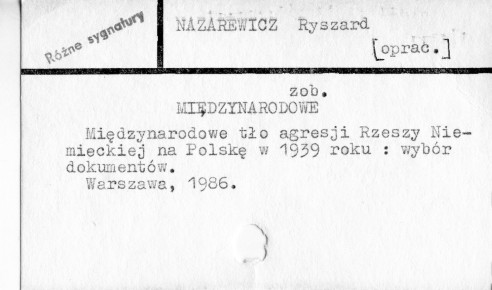 Różne sygnatury
NAZAREWICZ Ryszard
[oprac.]
zob.
MIĘDZYNARODOWE
Międzynarodowe tło agresji Rzeszy Nie-
mieckiej na Polskę w 1939 roku : wybór
dokumentów.
Warszawa, 1986.